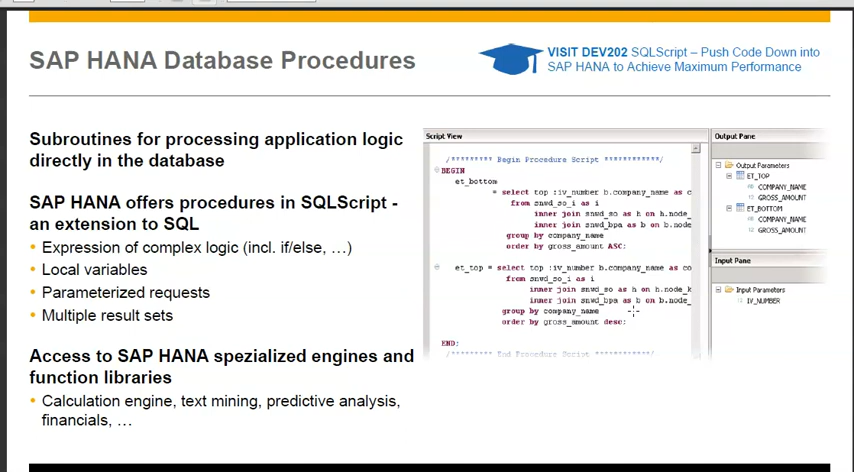 SAP HANA Database Procedures
VISIT DEV202 SQLScript – Push Code Down into
SAP HANA to Achieve Maximum Performance
Subroutines for processing application logic
directly in the database
SAP HANA offers procedures in SQLScript -
an extension to SQL
• Expression of complex logic (incl. if/else, …)
• Local variables
• Parameterized requests
• Multiple result sets
Access to SAP HANA spezialized engines and
function libraries
• Calculation engine, text mining, predictive analysis,
financials, …
Script View
/********* Begin Procedure Script ************/
BEGIN
et_bottom
= select top :iv_number b.company_name as c
from snwd_so_i as i
inner join snwd_so as h on h.node_
inner join snwd_bpa as b on b.node_
group by company_name
order by gross_amount ASC;
et_top = select top :iv_number b.company_name as co
from snwd_so_i as i
inner join snwd_so as h on h.node_k
inner join snwd_bpa as b on b.node_
group by company_name
order by gross_amount desc;
END;
/********* End Procedure Script ************/
Output Pane
Output Parameters
ET_TOP
COMPANY_NAME
12 GROSS_AMOUNT
ET_BOTTOM
COMPANY_NAME
12 GROSS_AMOUNT
Input Pane
Input Parameters
IV_NUMBER